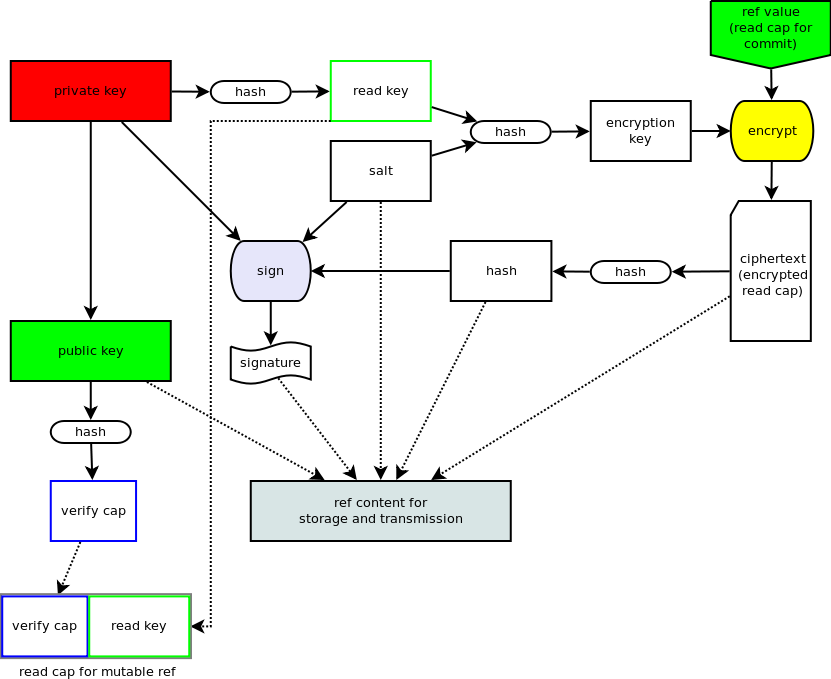 ref value
(read cap for
commit)
private key
hash
read key
hash
encryption
key
encrypt
salt
sign
hash
hash
ciphertext
(encrypted
read cap)
public key
signature
hash
verify cap
ref content for
storage and transmission
verify cap
read key
read cap for mutable ref